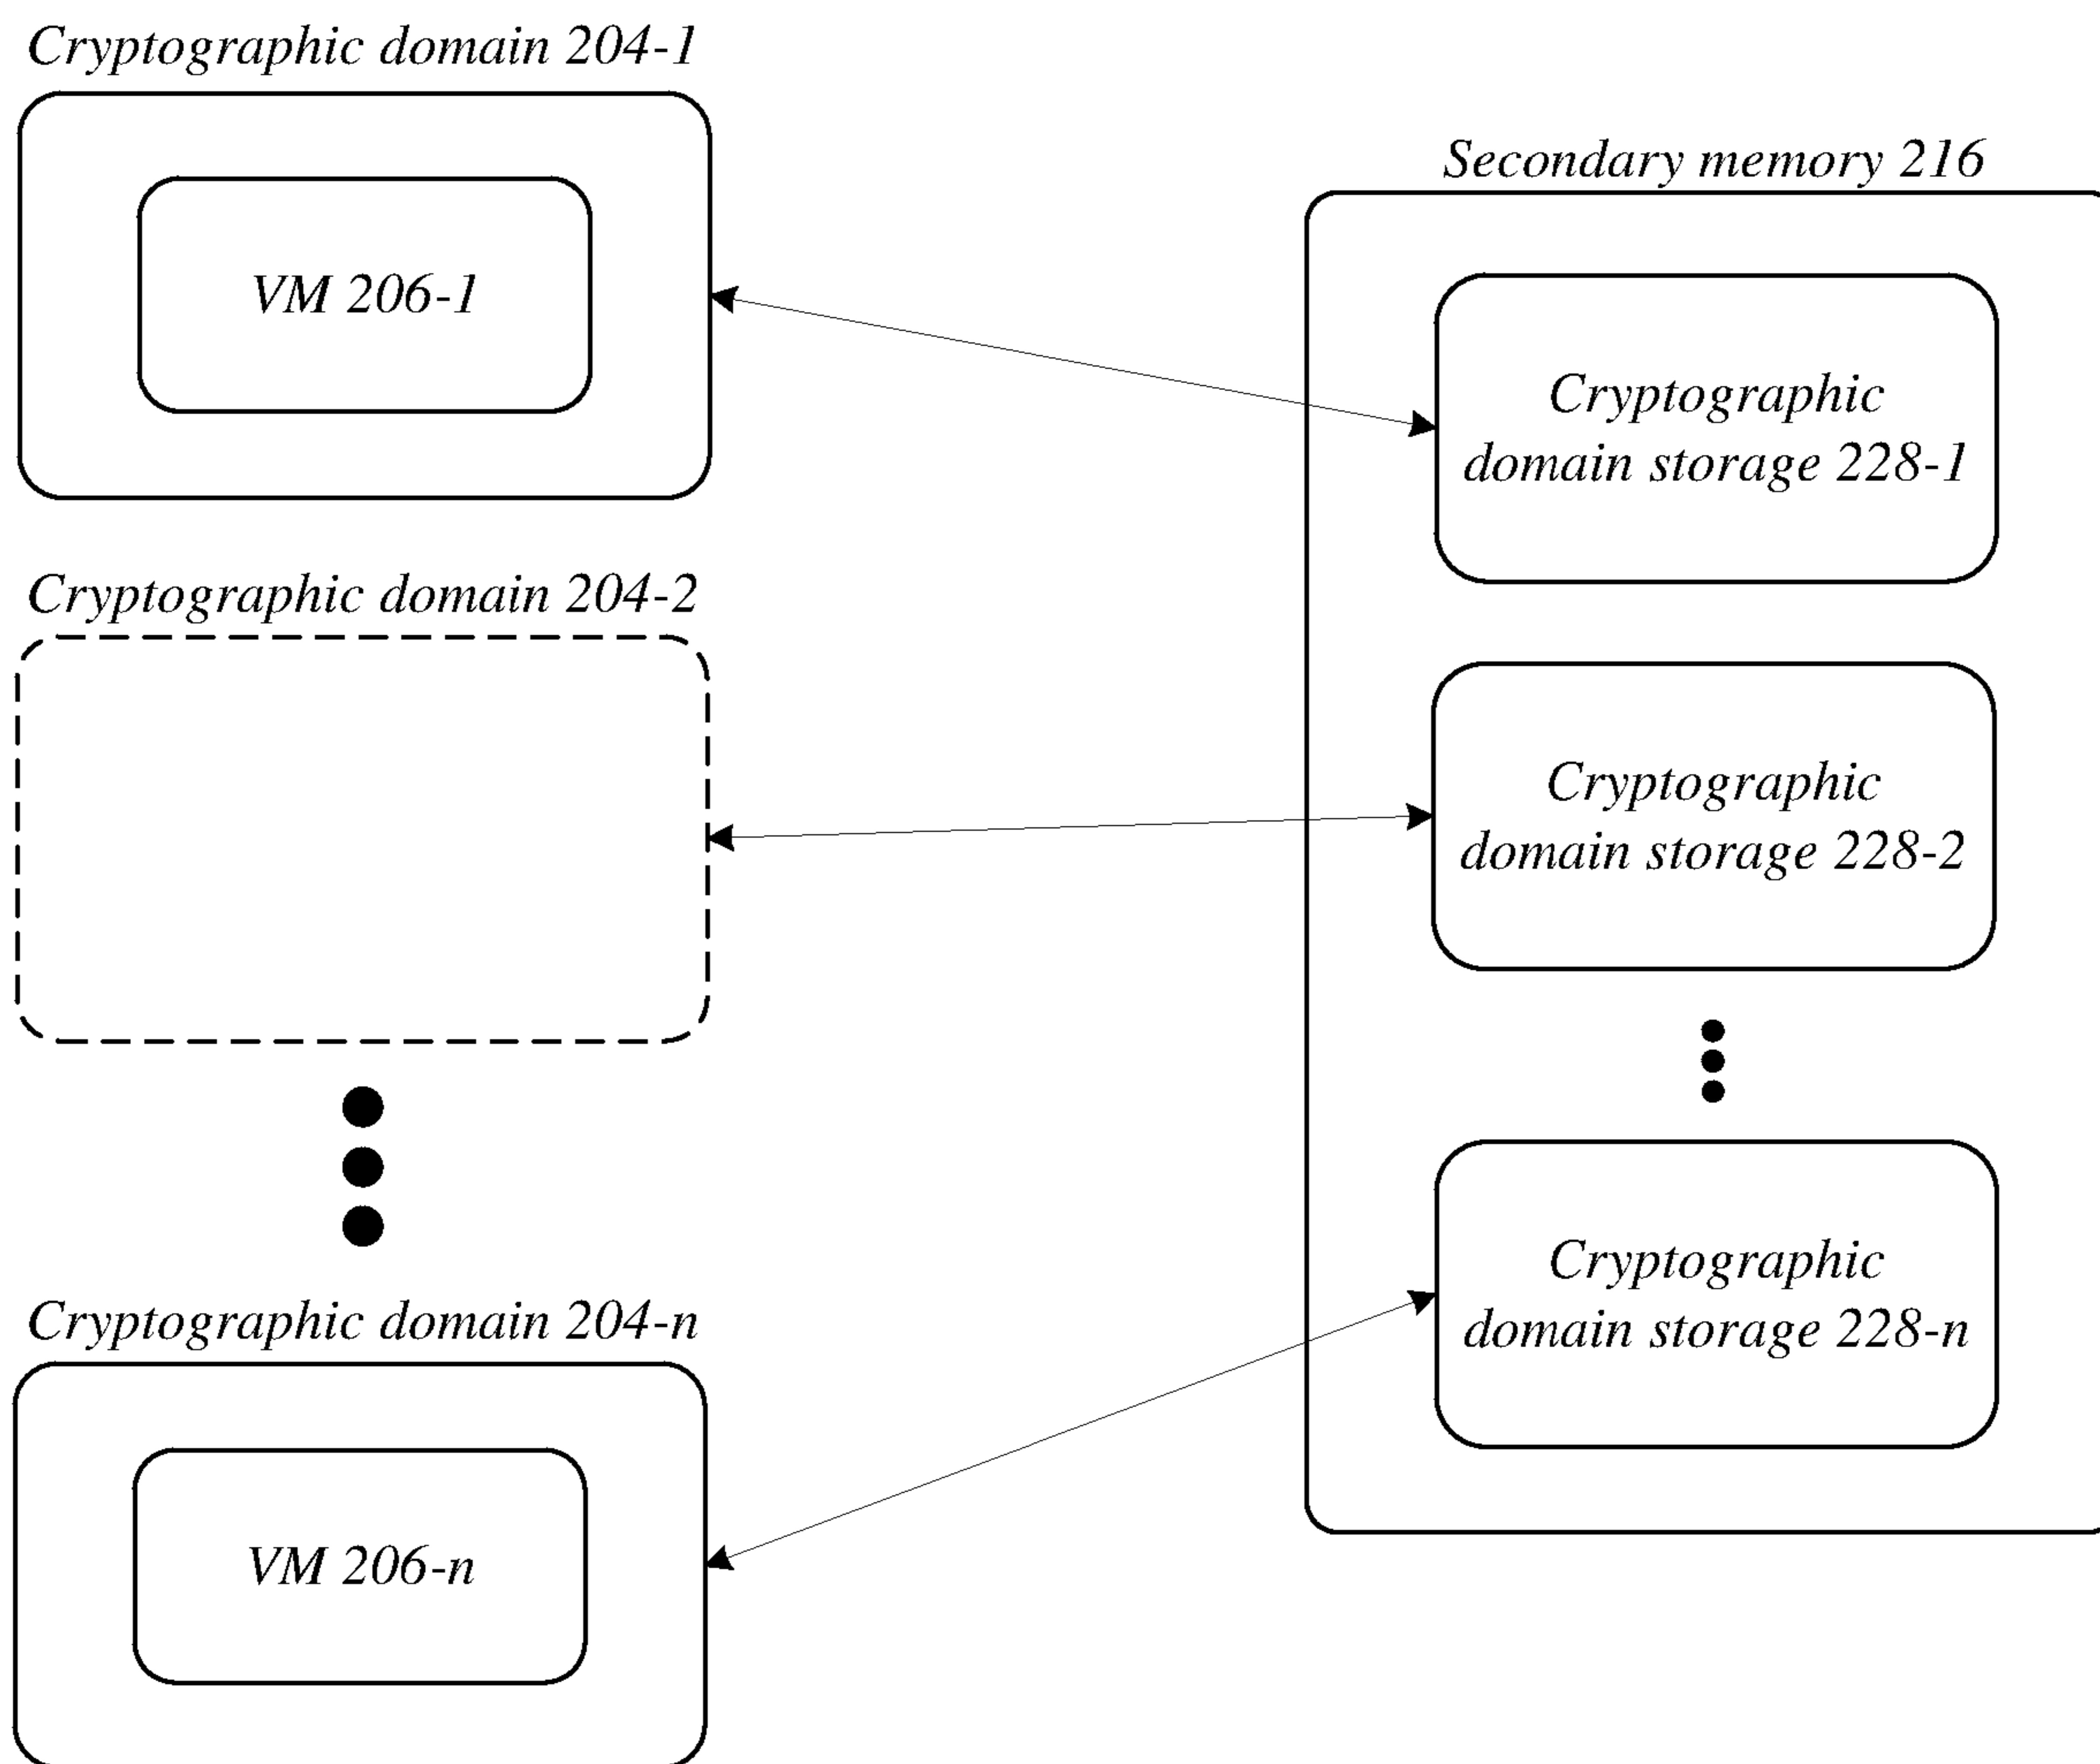 Cryptographic domain 204-1
VM 206-1
Cryptographic domain 204-2
Cryptographic domain 204-n
VM 206-n
Secondary memory 216
Cryptographic
domain storage 228-1
Cryptographic
domain storage 228-2
Cryptographic
domain storage 228-n